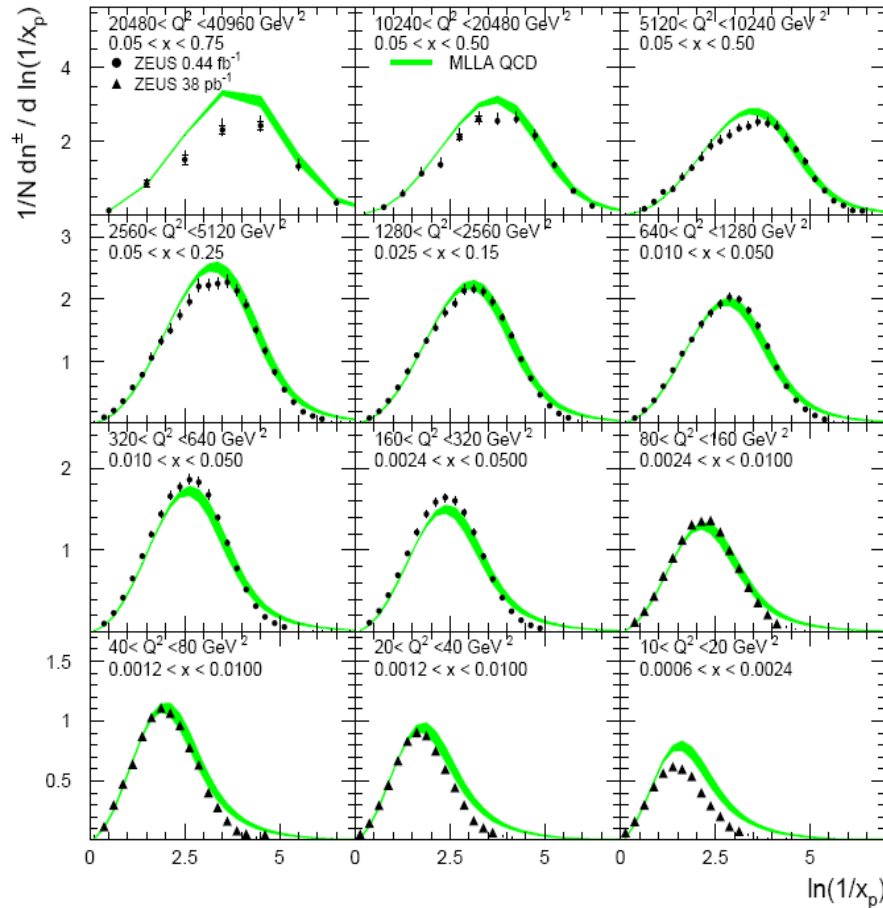 1/N dn± / d ln(1/xp)
20480< Q² <40960 GeV²
0.05 < x < 0.75
ZEUS 0.44 fb⁻¹
ZEUS 38 pb⁻¹
10240< Q² <20480 GeV²
0.05 < x < 0.50
MLLA QCD
5120< Q² <10240 GeV²
0.05 < x < 0.50
4
2
2560< Q² <5120 GeV²
0.05 < x < 0.25
1280< Q² <2560 GeV²
0.025 < x < 0.15
640< Q² <1280 GeV²
0.010 < x < 0.050
3
2
1
320< Q² <640 GeV²
0.010 < x < 0.050
160< Q² <320 GeV²
0.0024 < x < 0.0500
80< Q² <160 GeV²
0.0024 < x < 0.0100
2
1
40< Q² <80 GeV²
0.0012 < x < 0.0100
20< Q² <40 GeV²
0.0012 < x < 0.0100
10< Q² <20 GeV²
0.0006 < x < 0.0024
1.5
1
0.5
0 2.5 5 0 2.5 5 0 2.5 5
ln(1/xp)